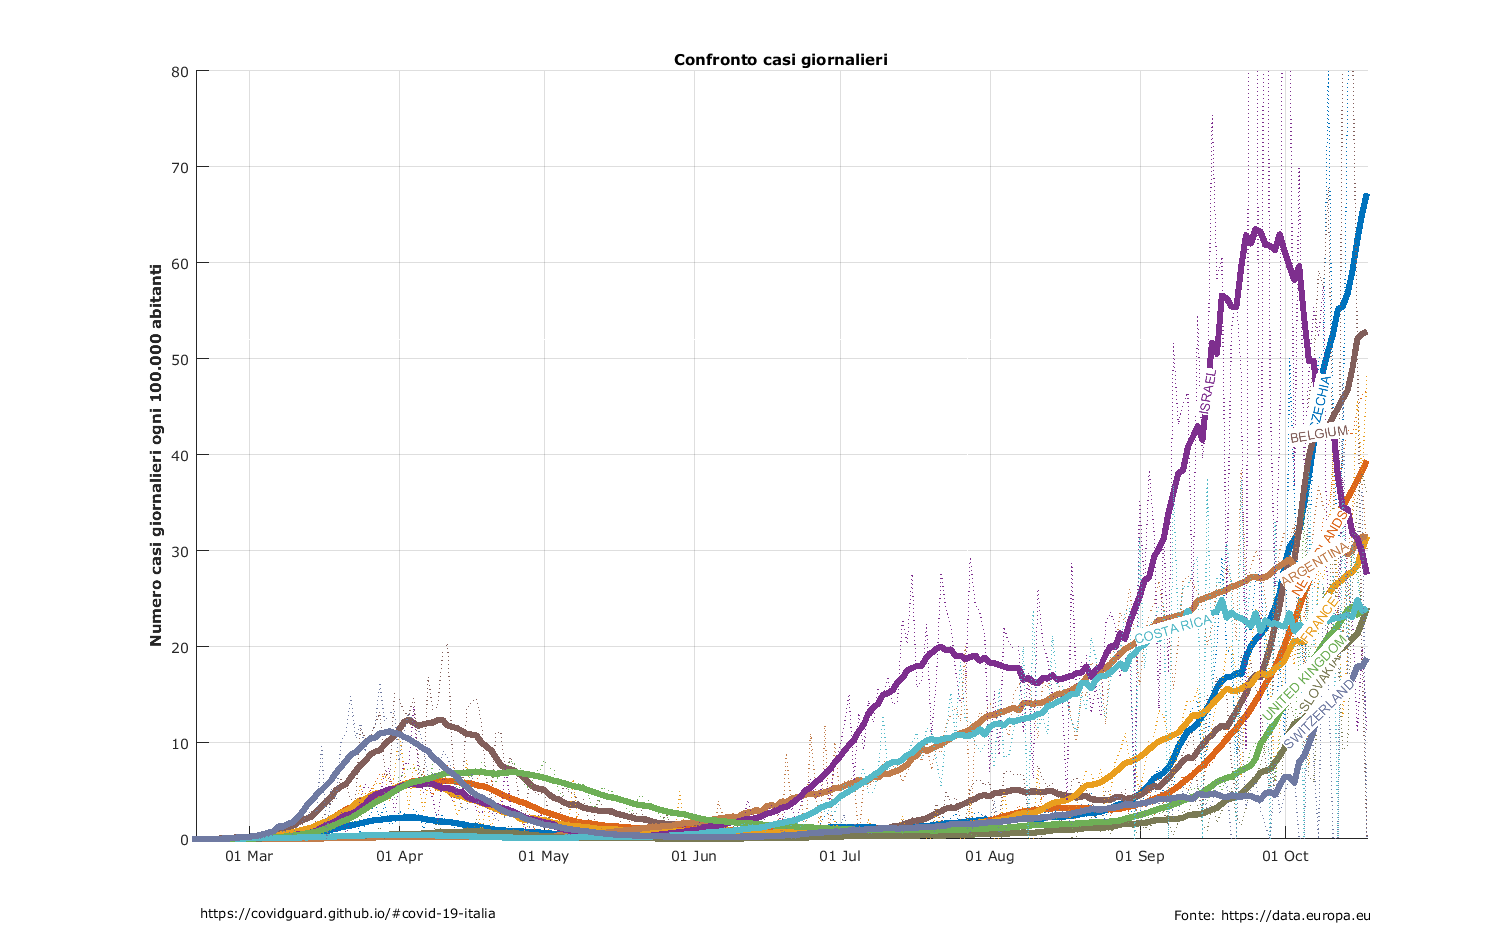 Confronto casi giornalieri
Numero casi giornalieri ogni 100.000 abitanti
80
70
60
50
40
30
20
10
0
ISRAEL
ZECHIA
BELGIUM
ARGENTINA
FRANCE
COSTA RICA
UNITED KINGDOM
SLOVAKIA
SWITZERLAND
01 Mar
01 Apr
01 May
01 Jun
01 Jul
01 Aug
01 Sep
01 Oct
https://covidguard.github.io/#covid-19-italia
Fonte: https://data.europa.eu